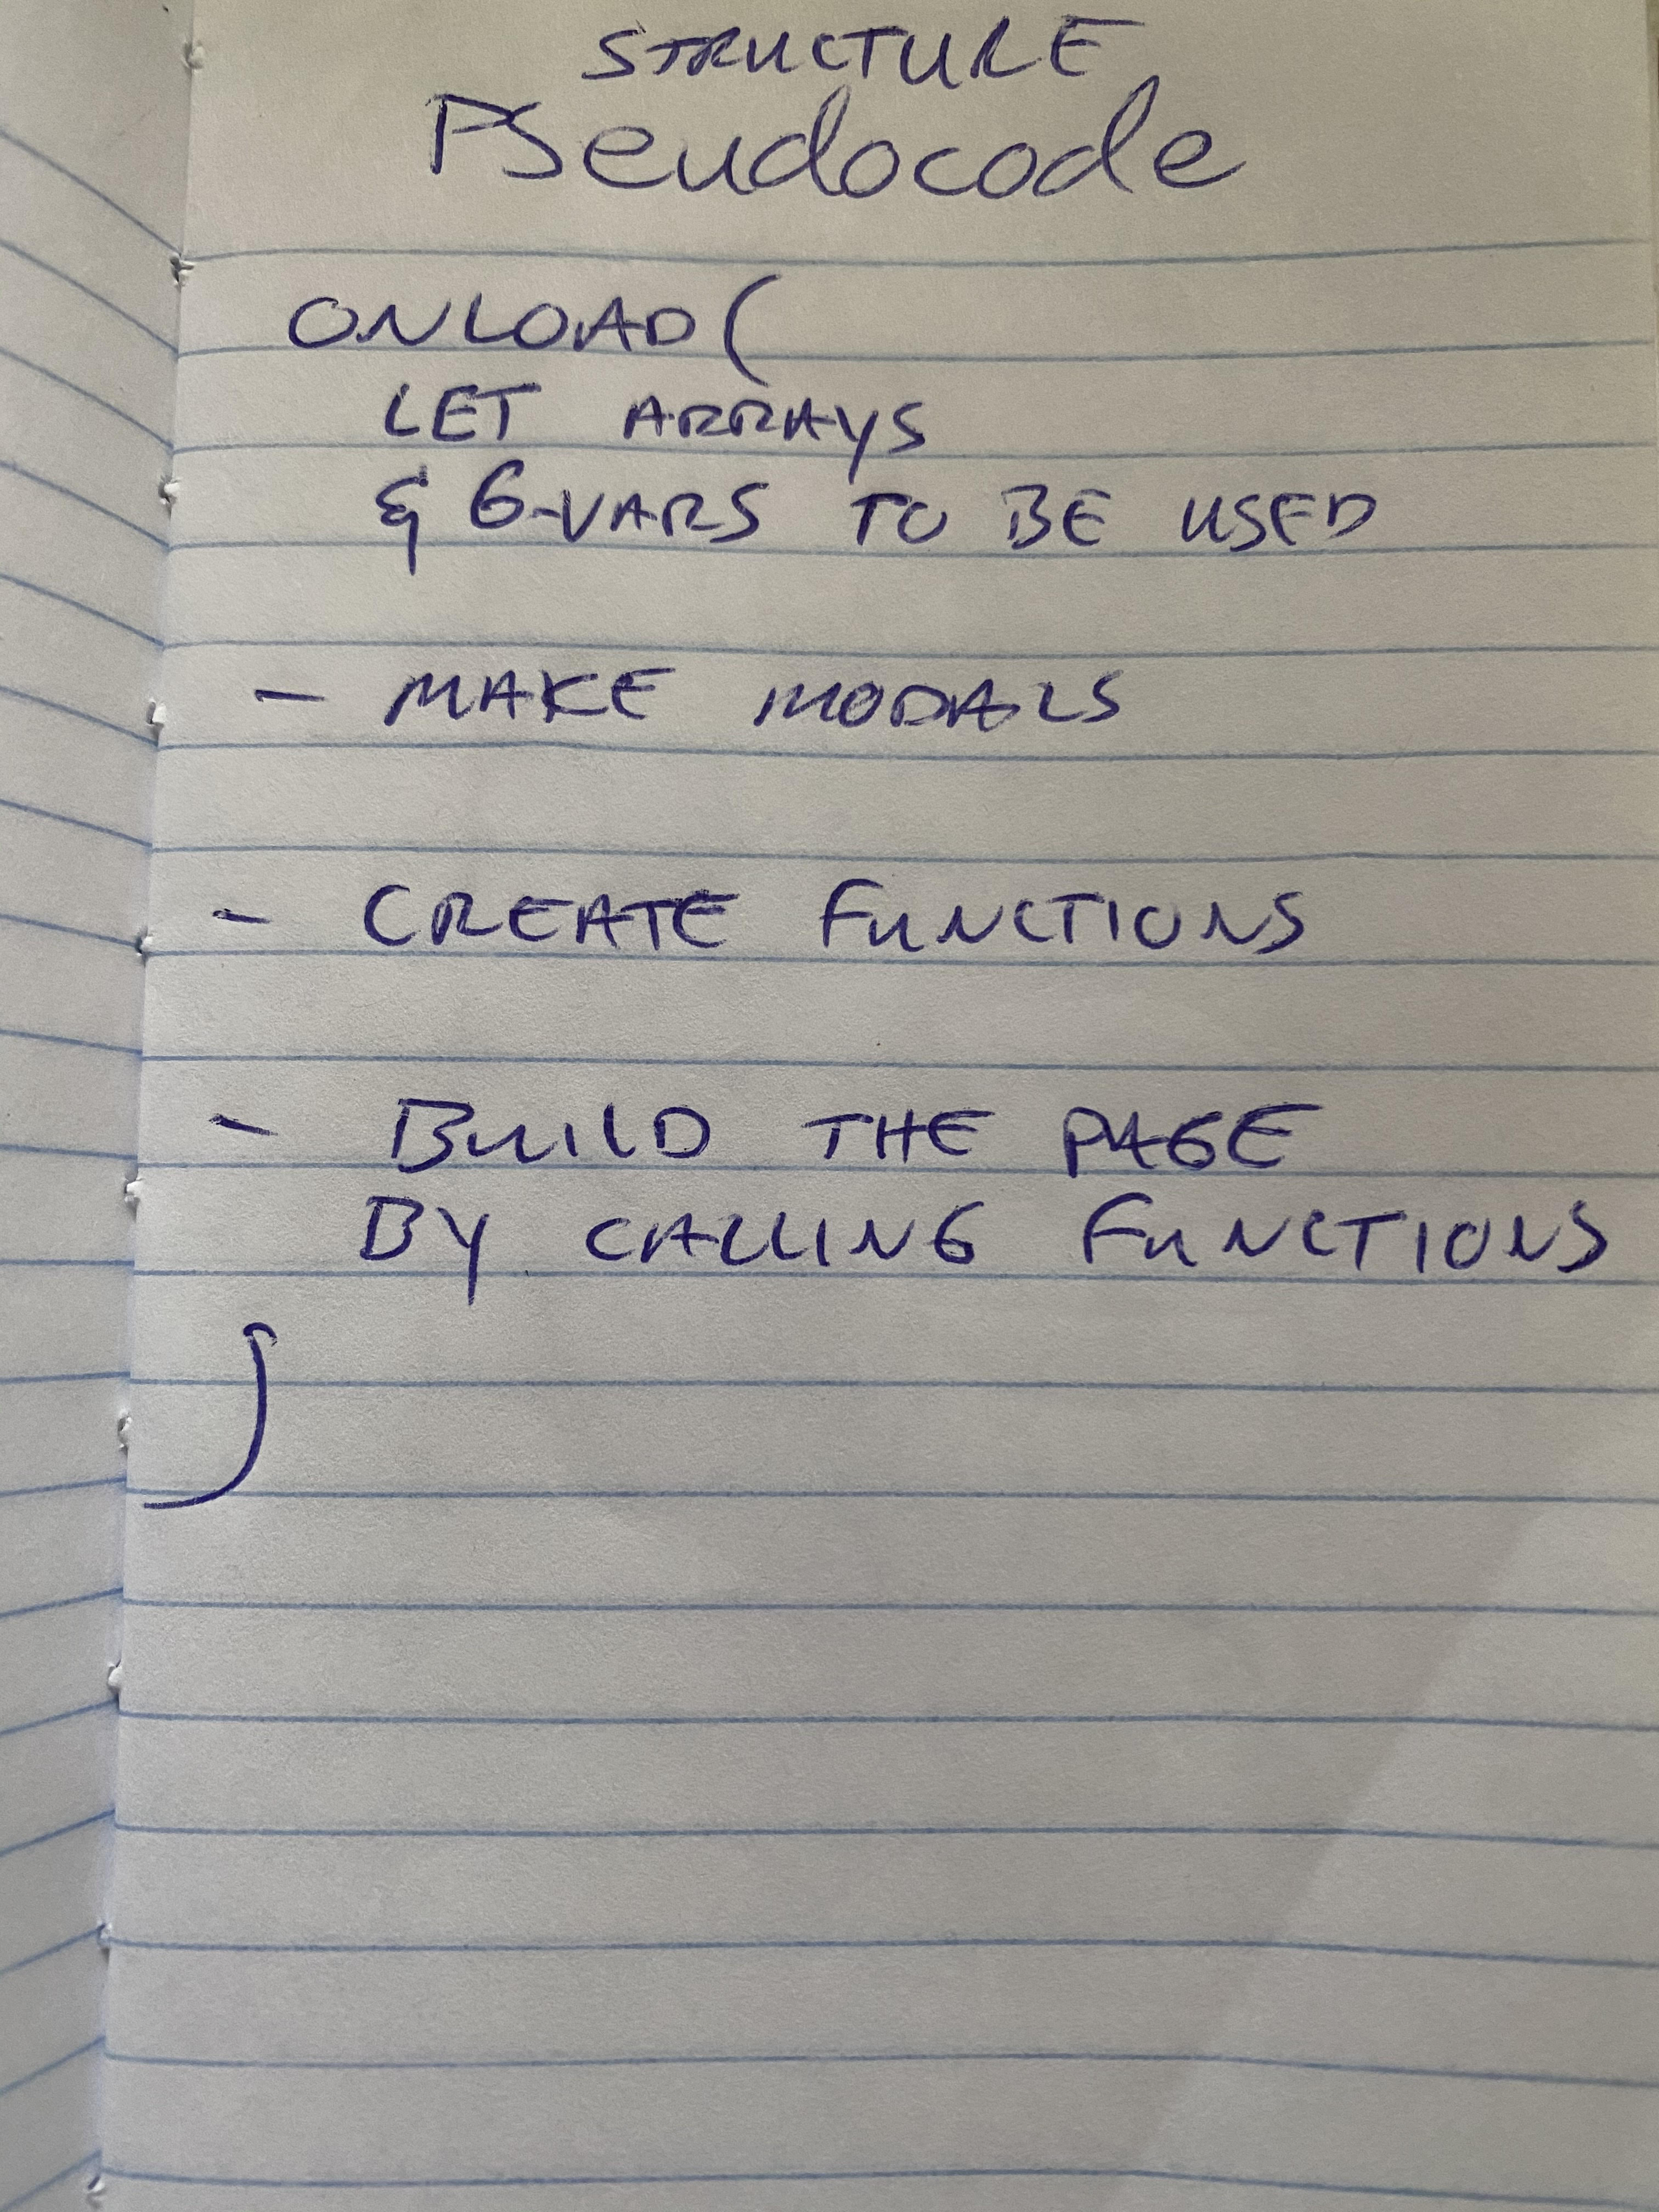 STRUCTURE
Pseudocode
ONLOAD (
LET ARRAYS
& G-VARS TO BE USED
- MAKE MODALS
- CREATE FUNCTIONS
- BUILD THE PAGE
BY CALLING FUNCTIONS
)